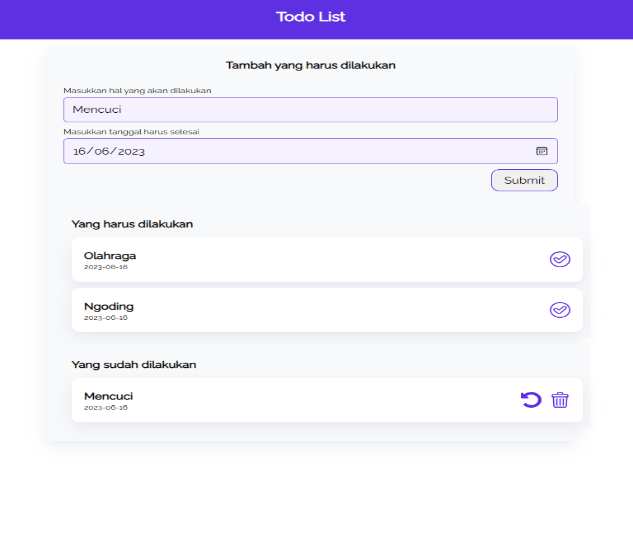 Todo List
Tambah yang harus dilakukan
Masukkan hal yang akan dilakukan
Mencuci
Masukkan tanggal harus selesai
16/06/2023
Submit
Yang harus dilakukan
Olahraga
2023-06-16
Ngoding
2023-06-16
Yang sudah dilakukan
Mencuci
2023-06-16